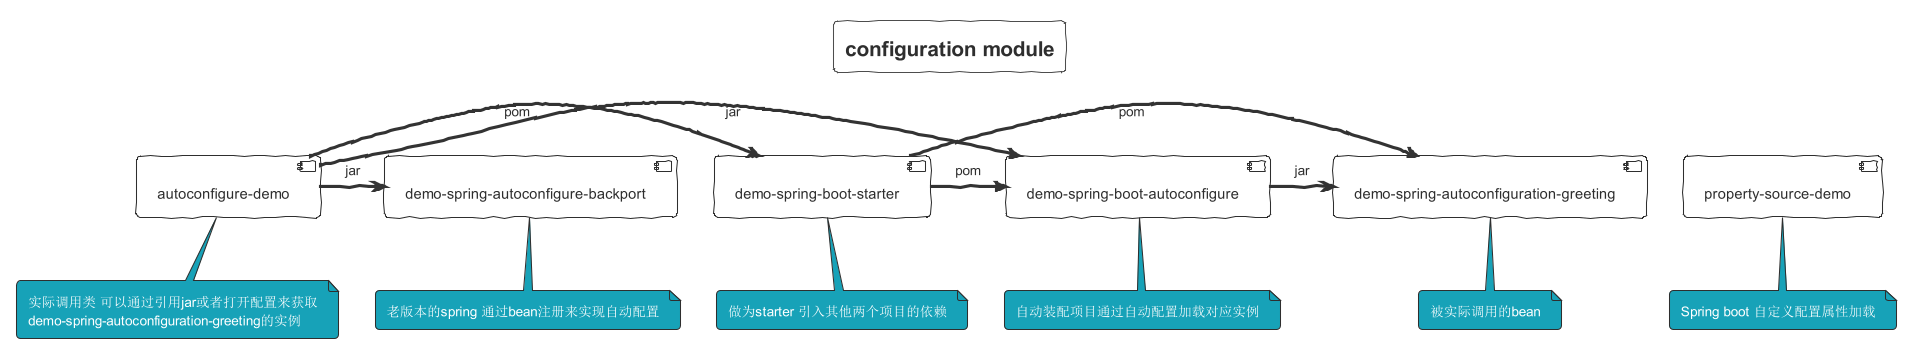 configuration module
pom
jar
pom
jar
pom
jar
autoconfigure-demo
demo-spring-autoconfigure-backport
demo-spring-boot-starter
demo-spring-boot-autoconfigure
demo-spring-autoconfiguration-greeting
property-source-demo
实际调用类 可以通过引用jar或者打开配置来获取
demo-spring-autoconfiguration-greeting的实例
老版本的spring 通过bean注册来实现自动配置
做为starter 引入其他两个项目的依赖
自动装配项目通过自动配置加载对应实例
被实际调用的bean
Spring boot 自定义配置属性加载